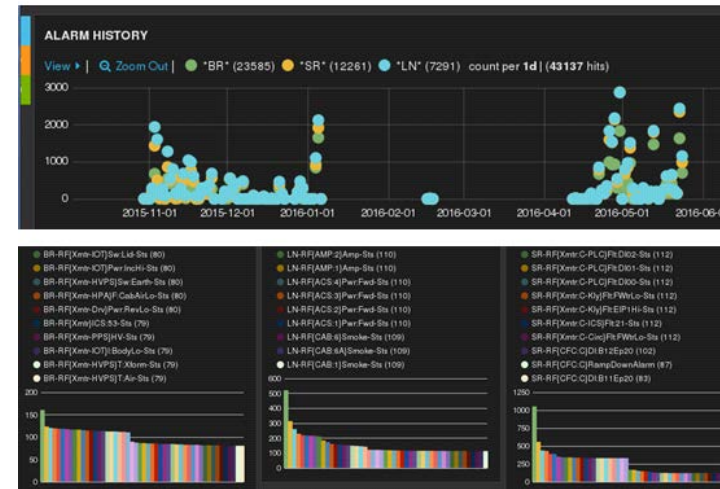 ALARM HISTORY
View ▸ | Zoom Out | *BR* (23585) *SR* (12261) *LN* (7291) count per 1d | (43137 hits)
3000
2000
1000
0
2015-11-01 2015-12-01 2016-01-01 2016-02-01 2016-03-01 2016-04-01 2016-05-01 2016-06-
BR-RF[Xmtr-IOT]Sw:Lid-Sts (80)
BR-RF[Xmtr-IOT]Pwr:IncHi-Sts (80)
BR-RF[Xmtr-HVPS]Sw:Earth-Sts (80)
BR-RF[Xmtr-HPA]F:CabAirLo-Sts (80)
BR-RF[Xmtr-Drv]Pwr:RevLo-Sts (80)
BR-RF[Xmtr]ICS:53-Sts (79)
BR-RF[Xmtr-PPS]HV-Sts (79)
BR-RF[Xmtr-IOT]I:BodyLo-Sts (79)
BR-RF[Xmtr-HVPS]T:Xform-Sts (79)
BR-RF[Xmtr-HVPS]T:Air-Sts (79)
200
150
100
50
0
LN-RF[AMP:2]Amp-Sts (110)
LN-RF[AMP:1]Amp-Sts (110)
LN-RF[ACS:4]Pwr:Fwd-Sts (110)
LN-RF[ACS:3]Pwr:Fwd-Sts (110)
LN-RF[ACS:2]Pwr:Fwd-Sts (110)
LN-RF[ACS:1]Pwr:Fwd-Sts (110)
LN-RF[CAB:6]Smoke-Sts (109)
LN-RF[CAB:6A]Smoke-Sts (109)
LN-RF[CAB:1]Smoke-Sts (109)
600
500
400
300
200
100
0
SR-RF[Xmtr:C-PLC]Flt:DI02-Sts (112)
SR-RF[Xmtr:C-PLC]Flt:DI01-Sts (112)
SR-RF[Xmtr:C-PLC]Flt:DI00-Sts (112)
SR-RF[Xmtr:C-Kly]Flt:FWtrLo-Sts (112)
SR-RF[Xmtr:C-Kly]Flt:EIP1Hi-Sts (112)
SR-RF[Xmtr:C-ICS]Flt:21-Sts (112)
SR-RF[Xmtr:C-Circ]Flt:FWtrLo-Sts (112)
SR-RF[CFC:C]DI:B12Ep20 (102)
SR-RF[CFC:C]RampDownAlarm (87)
SR-RF[CFC:C]DI:B11Ep20 (83)
1250
1000
750
500
250
0